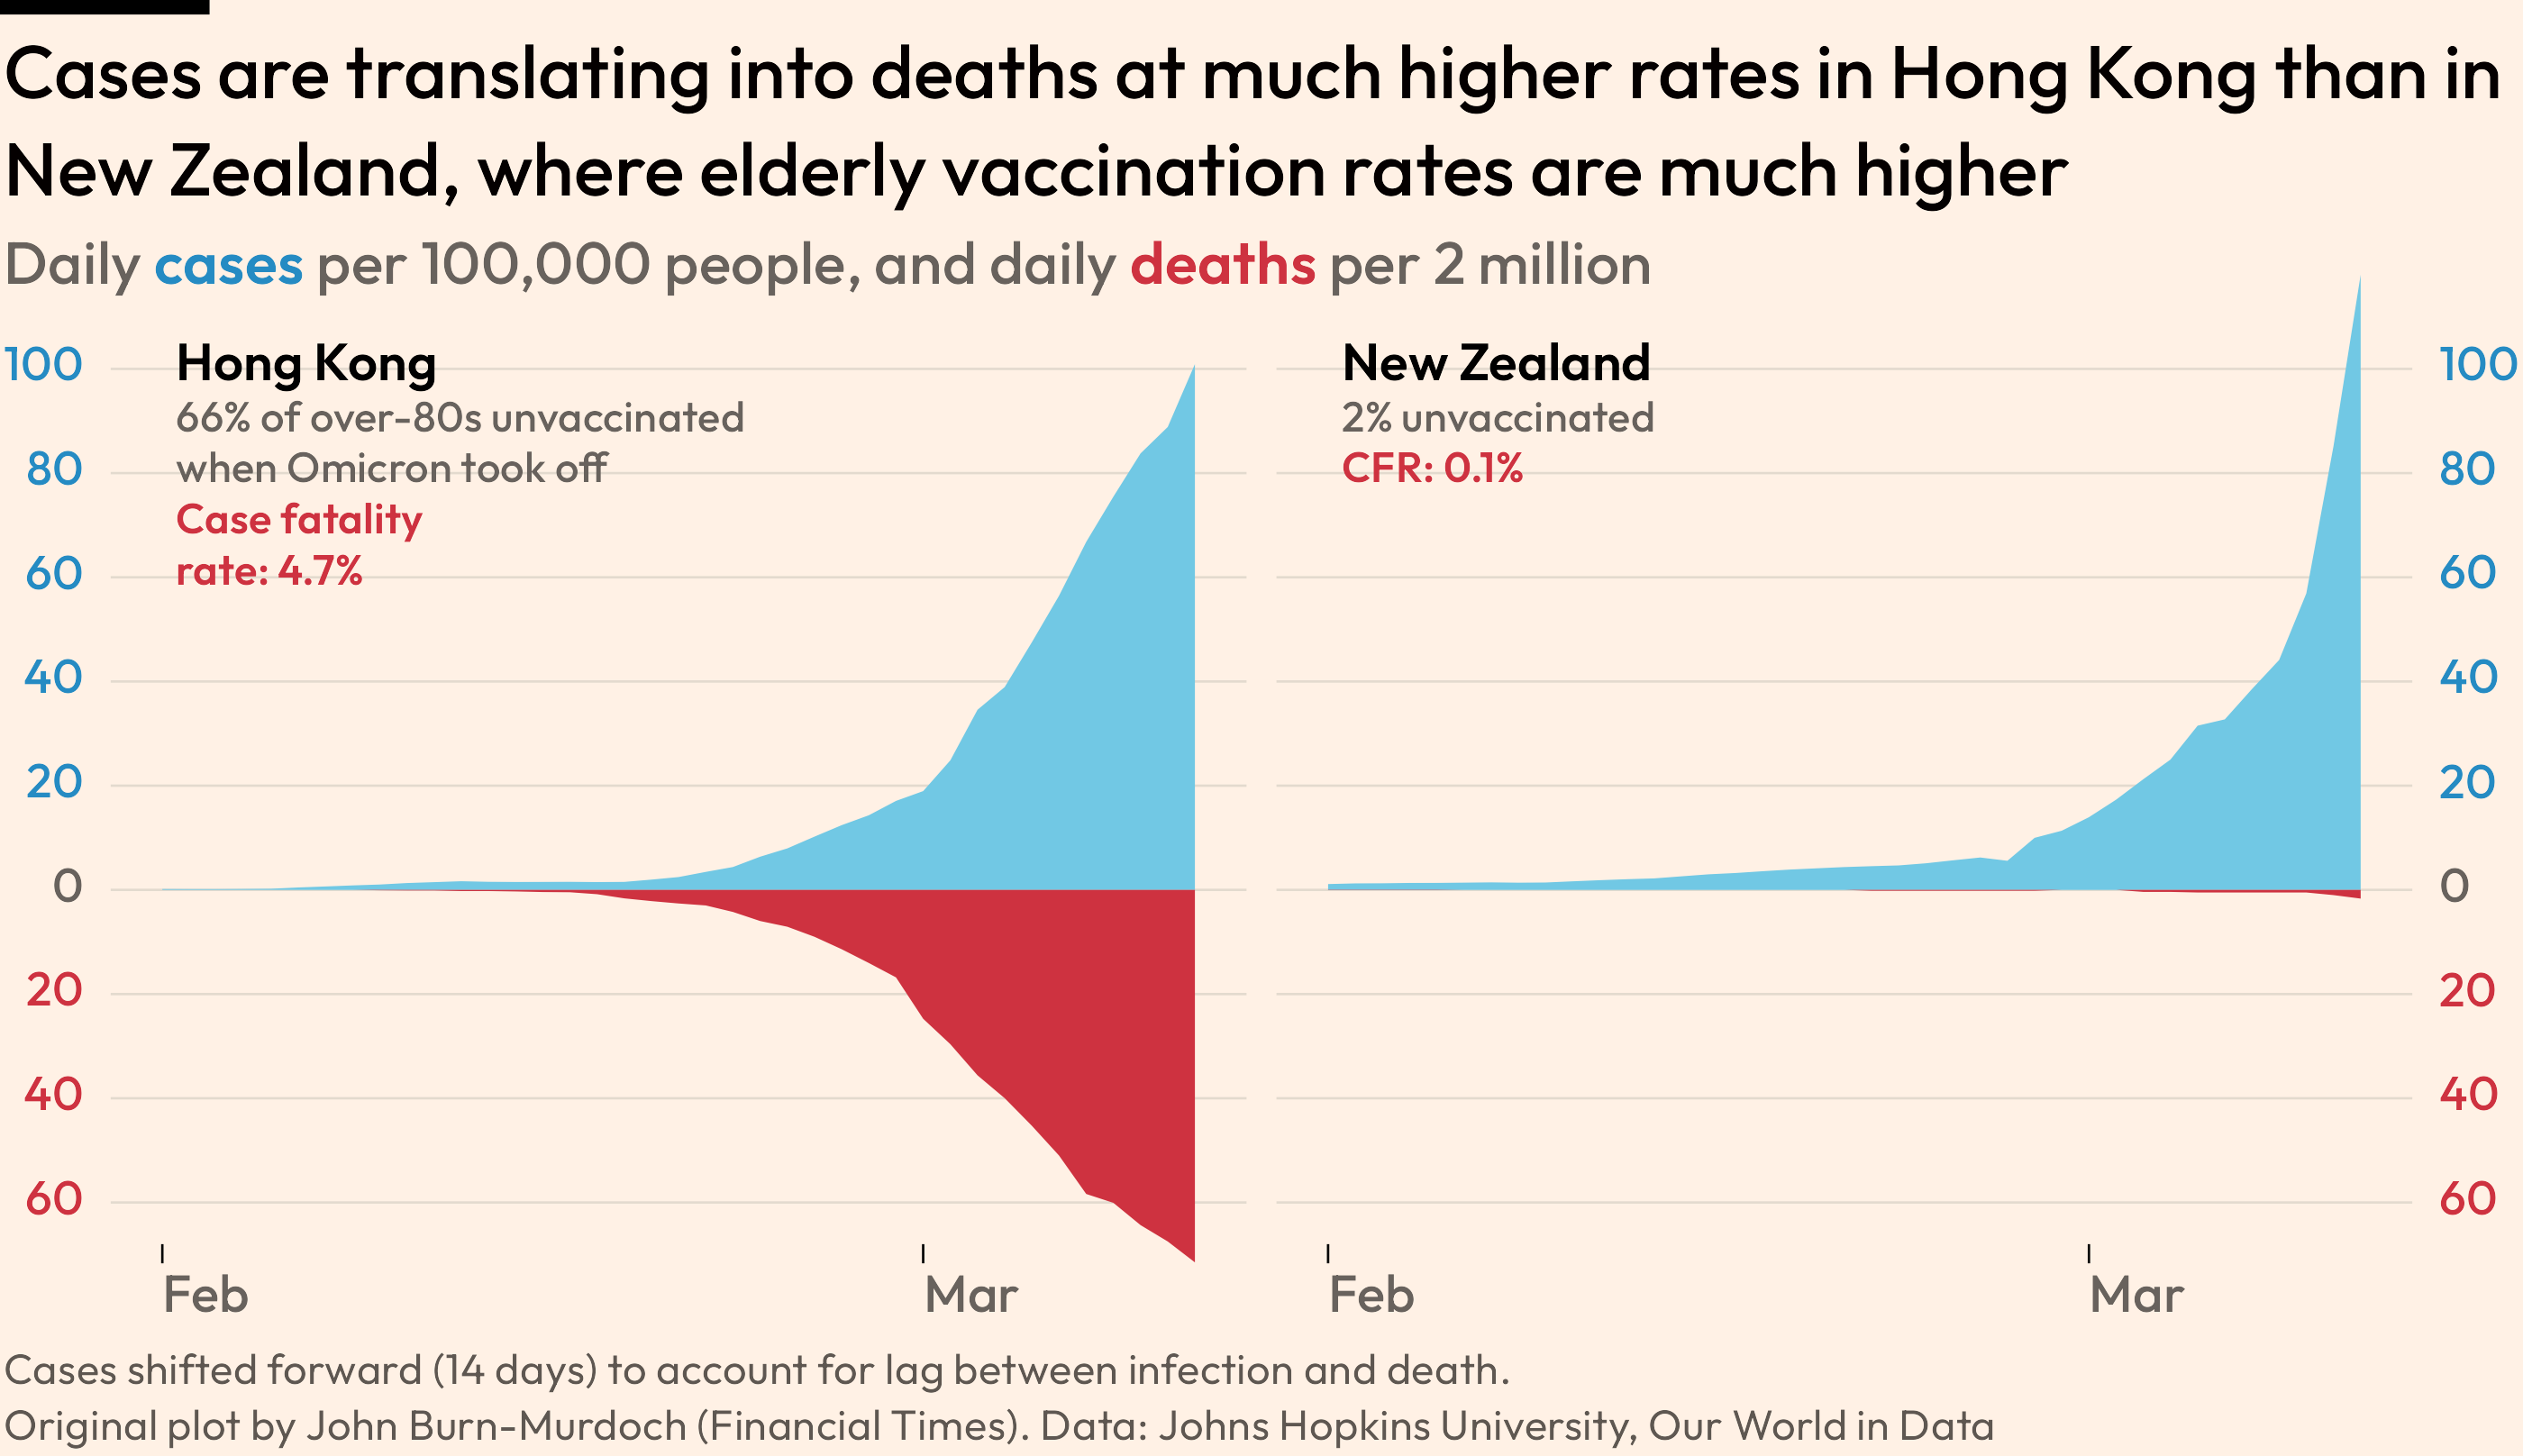 Cases are translating into deaths at much higher rates in Hong Kong than in
New Zealand, where elderly vaccination rates are much higher
Daily cases per 100,000 people, and daily deaths per 2 million
100
80
60
40
20
0
20
40
60
Hong Kong
66% of over-80s unvaccinated
when Omicron took off
Case fatality
rate: 4.7%
New Zealand
2% unvaccinated
CFR: 0.1%
100
80
60
40
20
0
20
40
60
Feb
Mar
Feb
Mar
Cases shifted forward (14 days) to account for lag between infection and death.
Original plot by John Burn-Murdoch (Financial Times). Data: Johns Hopkins University, Our World in Data